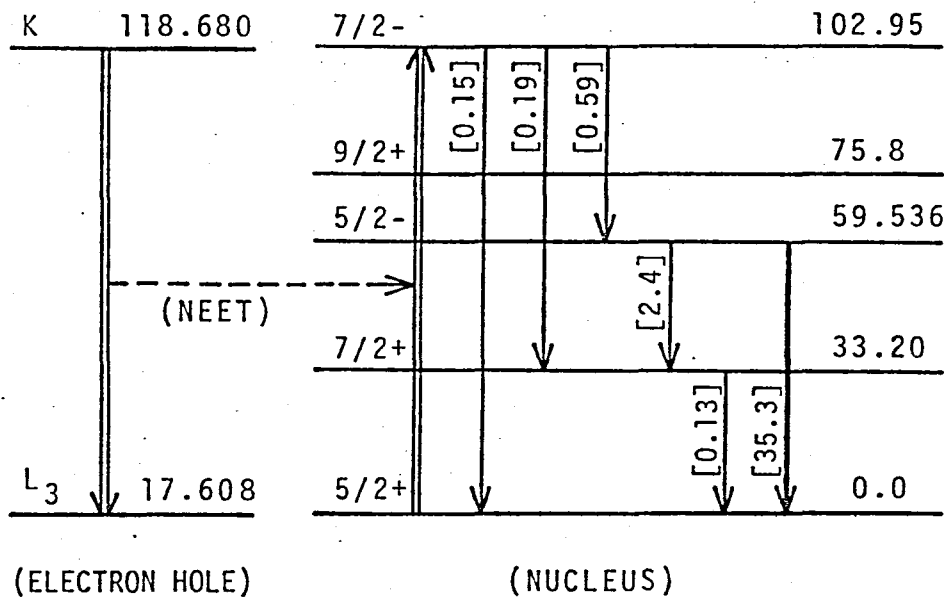 K 118.680 7/2- 102.95
[0.15] [0.19] [0.59]
9/2+ 75.8
5/2- 59.536
(NEET) [2.4]
7/2+ 33.20
[0.13] [35.3]
L3 17.608 5/2+ 0.0
(ELECTRON HOLE) (NUCLEUS)